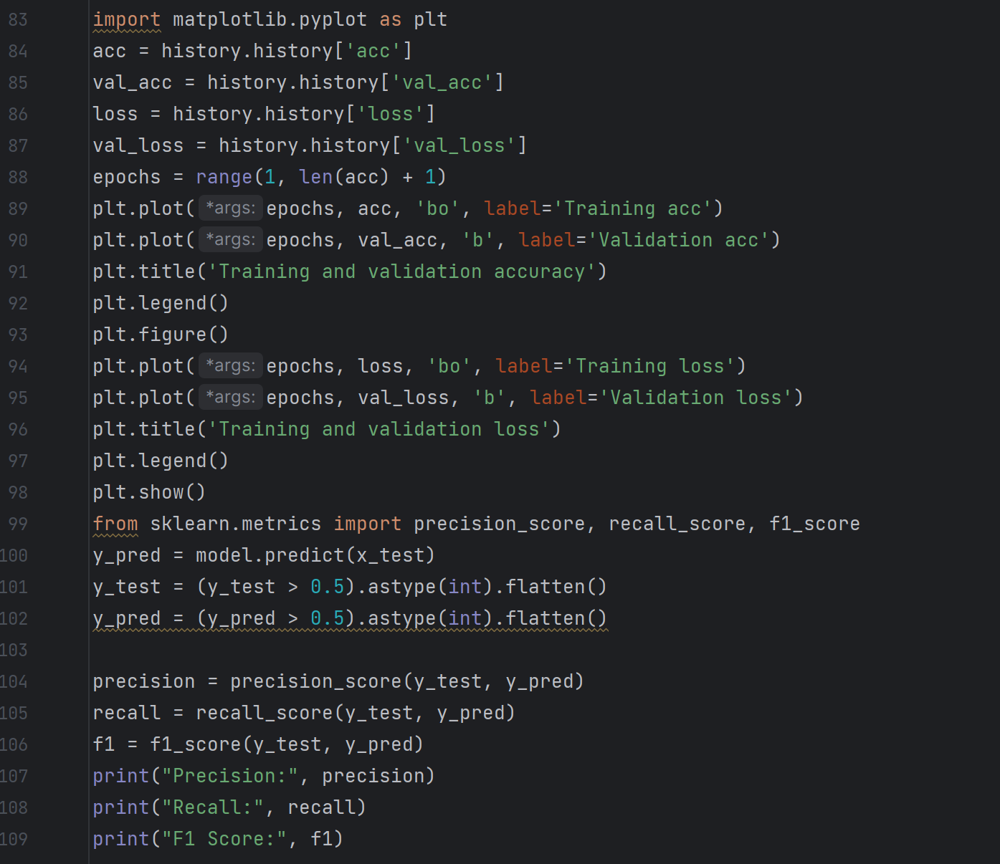 83 import matplotlib.pyplot as plt
84 acc = history.history['acc']
85 val_acc = history.history['val_acc']
86 loss = history.history['loss']
87 val_loss = history.history['val_loss']
88 epochs = range(1, len(acc) + 1)
89 plt.plot( *args: epochs, acc, 'bo', label='Training acc')
90 plt.plot( *args: epochs, val_acc, 'b', label='Validation acc')
91 plt.title('Training and validation accuracy')
92 plt.legend()
93 plt.figure()
94 plt.plot( *args: epochs, loss, 'bo', label='Training loss')
95 plt.plot( *args: epochs, val_loss, 'b', label='Validation loss')
96 plt.title('Training and validation loss')
97 plt.legend()
98 plt.show()
99 from sklearn.metrics import precision_score, recall_score, f1_score
100 y_pred = model.predict(x_test)
101 y_test = (y_test > 0.5).astype(int).flatten()
102 y_pred = (y_pred > 0.5).astype(int).flatten()
103
104 precision = precision_score(y_test, y_pred)
105 recall = recall_score(y_test, y_pred)
106 f1 = f1_score(y_test, y_pred)
107 print("Precision:", precision)
108 print("Recall:", recall)
109 print("F1 Score:", f1)